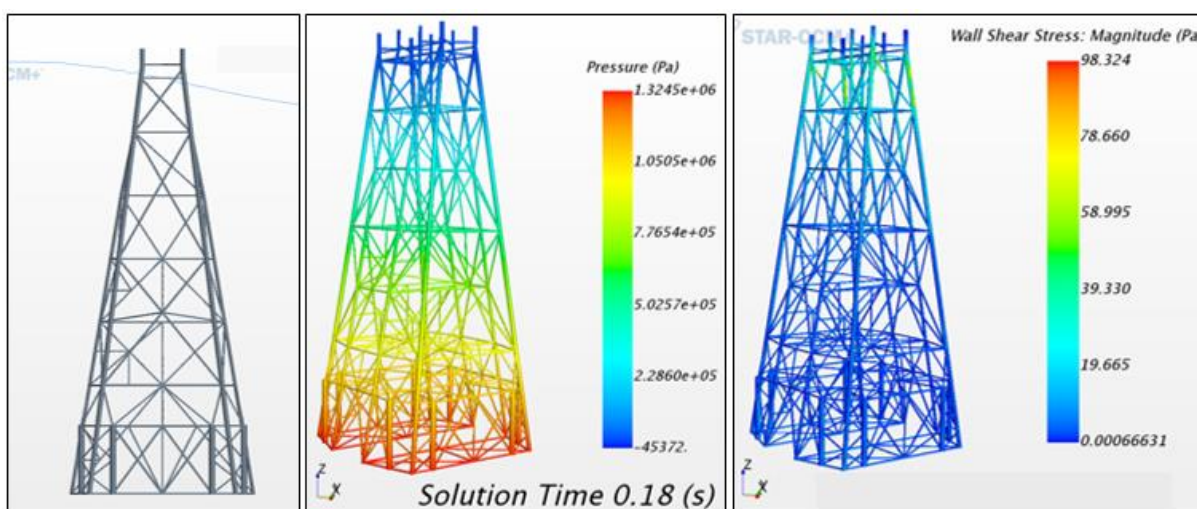 CM+
Pressure (Pa)
1.3245e+06
1.0505e+06
7.7654e+05
5.0257e+05
2.2860e+05
-45372.
Z
X
Solution Time 0.18 (s)
STAR-CCM+
Wall Shear Stress: Magnitude (Pa
98.324
78.660
58.995
39.330
19.665
0.00066631
Z
X